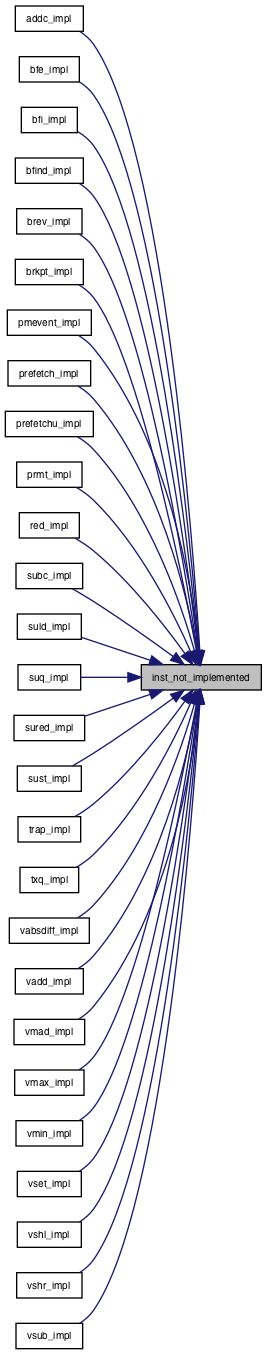 addc_impl
bfe_impl
bfi_impl
bfind_impl
brev_impl
brkpt_impl
pmevent_impl
prefetch_impl
prefetchu_impl
prmt_impl
red_impl
subc_impl
suld_impl
inst_not_implemented
suq_impl
sured_impl
sust_impl
trap_impl
txq_impl
vabsdiff_impl
vadd_impl
vmad_impl
vmax_impl
vmin_impl
vset_impl
vshl_impl
vshr_impl
vsub_impl